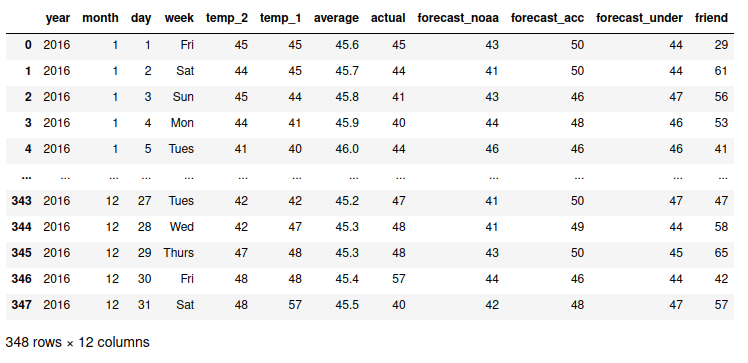 year month day week temp_2 temp_1 average actual forecast_noaa forecast_acc forecast_under friend
0 2016 1 1 Fri 45 45 45.6 45 43 50 44 29
1 2016 1 2 Sat 44 45 45.7 44 41 50 44 61
2 2016 1 3 Sun 45 44 45.8 41 43 46 47 56
3 2016 1 4 Mon 44 41 45.9 40 44 48 46 53
4 2016 1 5 Tues 41 40 46.0 44 46 46 46 41
... ... ... ... ... ... ... ... ... ... ... ... ...
343 2016 12 27 Tues 42 42 45.2 47 41 50 47 47
344 2016 12 28 Wed 42 47 45.3 48 41 49 44 58
345 2016 12 29 Thurs 47 48 45.3 48 43 50 45 65
346 2016 12 30 Fri 48 48 45.4 57 44 46 44 42
347 2016 12 31 Sat 48 57 45.5 40 42 48 47 57
348 rows × 12 columns